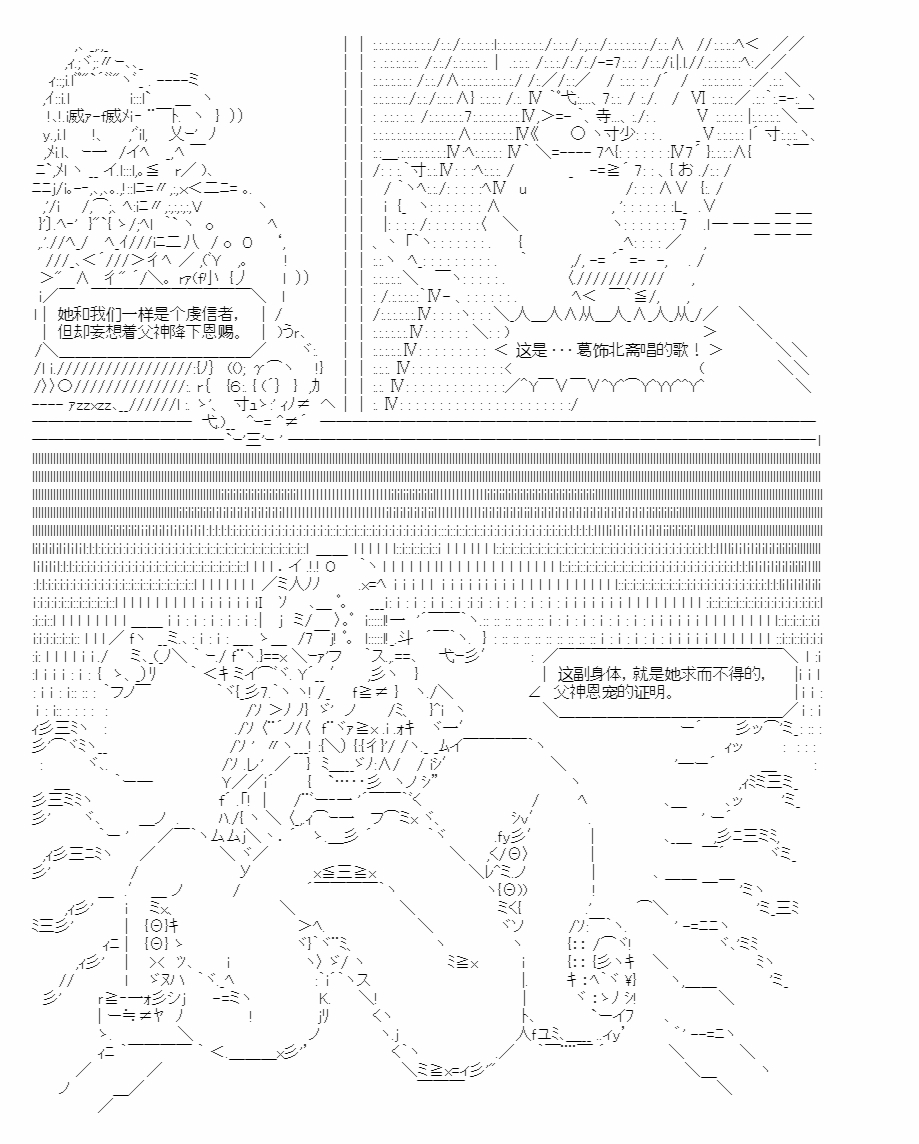 她和我们一样是个虔信者，
但却妄想着父神降下恩赐。
这是・・・葛饰北斋唱的歌！
这副身体，就是她求而不得的，
父神恩宠的证明。